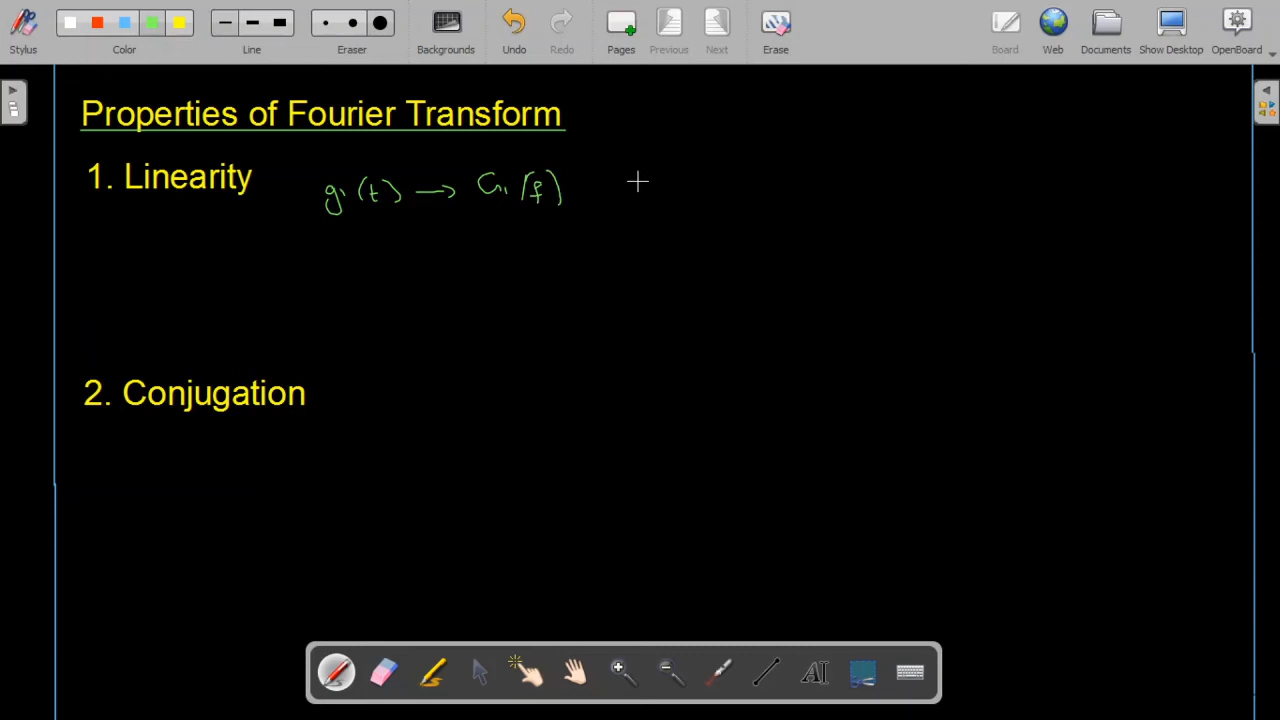 Stylus Color Line Eraser Backgrounds Undo Redo Pages Previous Next Erase Board Web Documents Show Desktop OpenBoard
Properties of Fourier Transform
1. Linearity g₁(t) → G₁(f)
2. Conjugation
AI